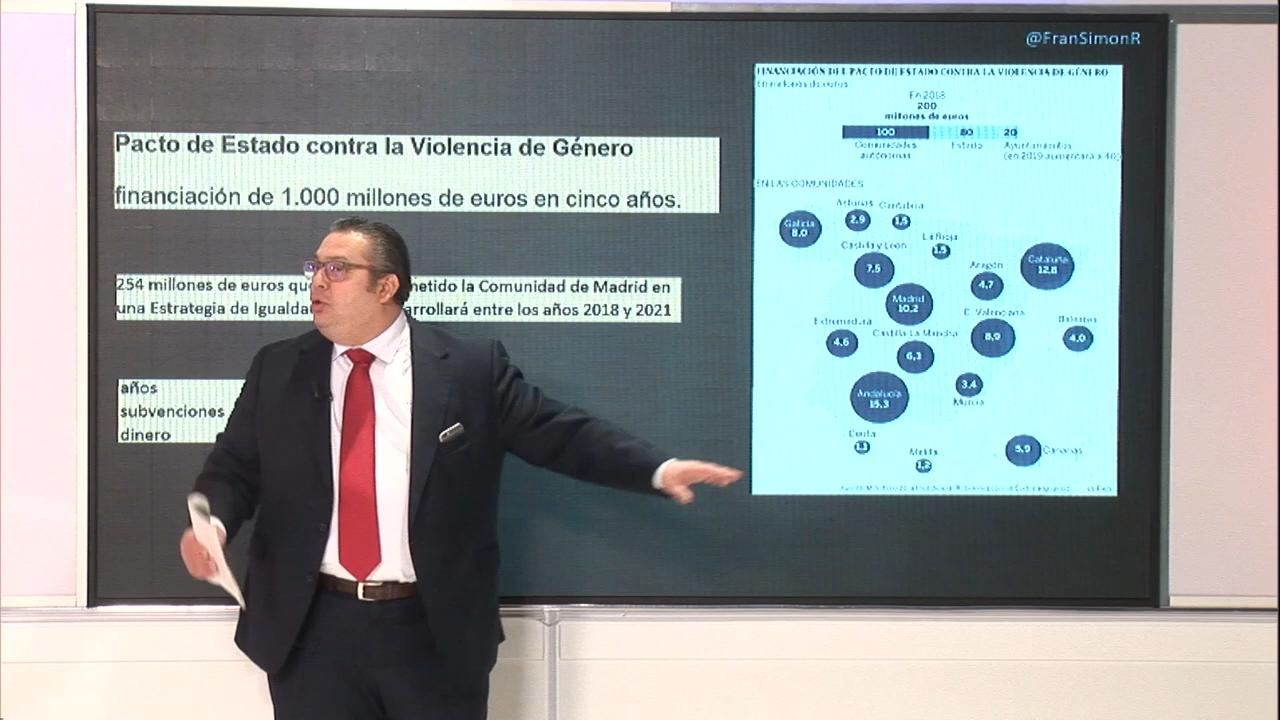 @FranSimonR
Pacto de Estado contra la Violencia de Género
financiación de 1.000 millones de euros en cinco años.
254 millones de euros la Comunidad de Madrid en
una Estrategia de entre los años 2018 y 2021
años
subvenciones
dinero
FINANCIACIÓN DEL PACTO DE ESTADO CONTRA LA VIOLENCIA DE GÉNERO
En millones de euros
En 2018
200
millones de euros
100 80 20
Comunidades autónomas
Estado
Ayuntamientos
(en 2019 aumentará a 40)
EN LAS COMUNIDADES
Galicia
8,0
Asturias
2,9
Cantabria
1,5
La Rioja
1,5
Castilla y León
7,5
Aragón
4,7
Cataluña
12,8
Madrid
10,2
Extremadura
4,6
Castilla-La Mancha
6,3
C. Valenciana
8,9
Baleares
4,0
Andalucía
15,3
3,4
Murcia
Ceuta
Melilla
1,2
5,9
Canarias